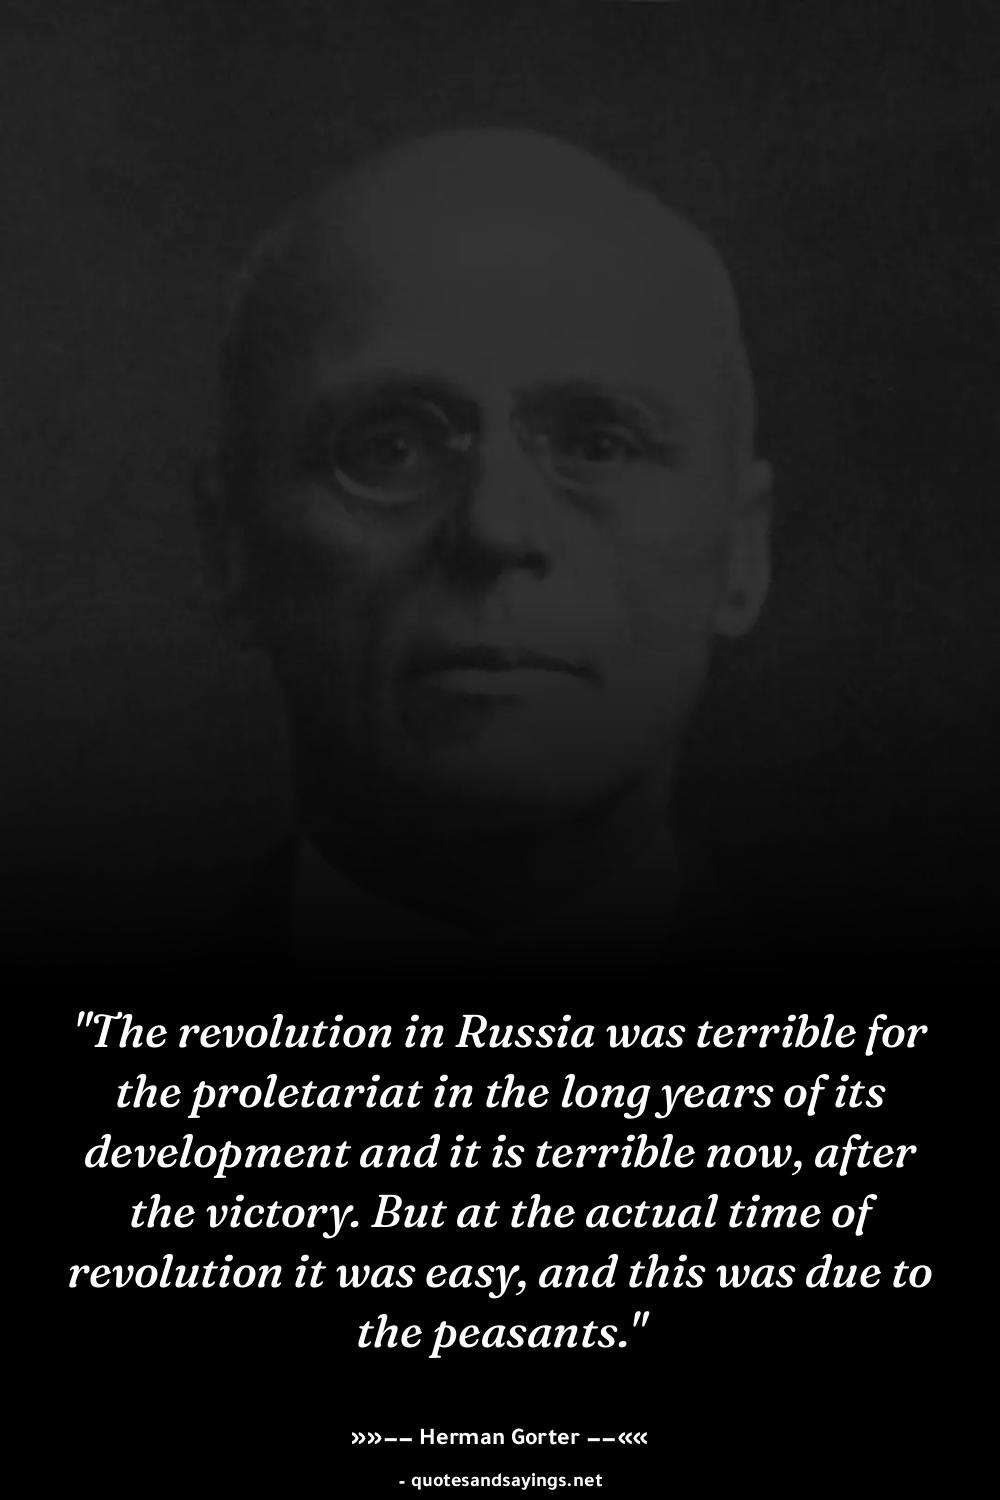 "The revolution in Russia was terrible for
the proletariat in the long years of its
development and it is terrible now, after
the victory. But at the actual time of
revolution it was easy, and this was due to
the peasants."
»»−− Herman Gorter −−««
- quotesandsayings.net